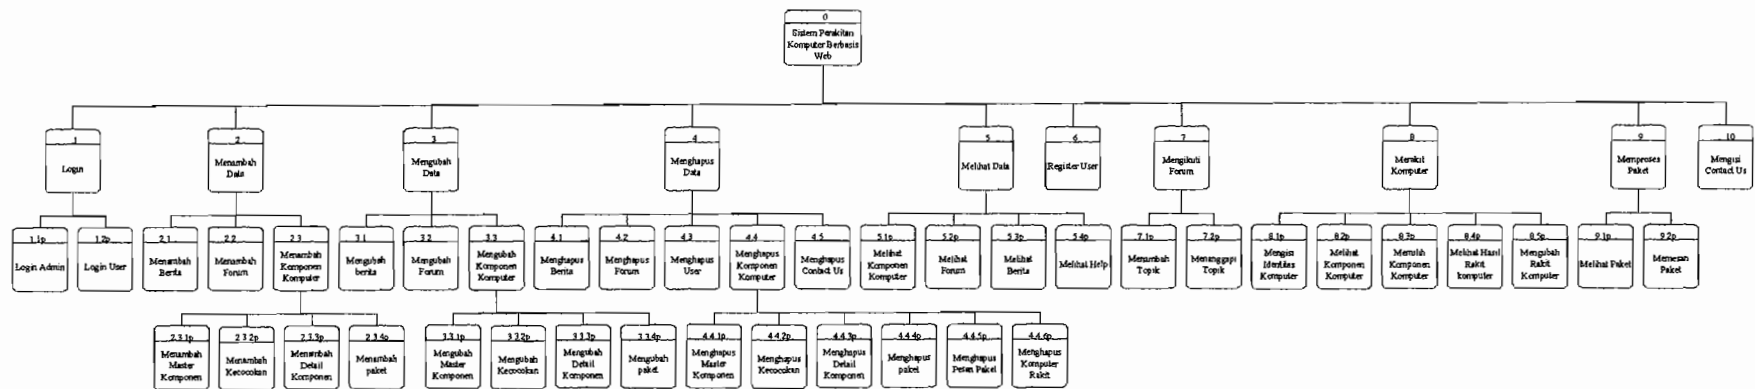 0
Sistem Perakitan
Komputer Berbasis
Web
1
Login
2
Menambah
Data
3
Mengubah
Data
4
Menghapus
Data
5
Melihat Data
6
Register User
7
Mengikuti
Forum
8
Merakit
Komputer
9
Memproses
Paket
10
Mengisi
Contact Us
1.1p
Login Admin
1.2p
Login User
2.1
Menambah
Berita
2.2
Menambah
Forum
2.3
Menambah
Komponen
Komputer
3.1
Mengubah
berita
3.2
Mengubah
Forum
3.3
Mengubah
Komponen
Komputer
4.1
Menghapus
Berita
4.2
Menghapus
Forum
4.3
Menghapus
User
4.4
Menghapus
Komponen
Komputer
4.5
Menghapus
Contact Us
5.1p
Melihat
Komponen
Komputer
5.2p
Melihat
Forum
5.3p
Melihat
Berita
5.4p
Melihat Help
7.1p
Menambah
Topik
7.2p
Menanggapi
Topik
8.1p
Mengisi
Identitas
Komputer
8.2p
Melihat
Komponen
Komputer
8.3p
Memilih
Komponen
Komputer
8.4p
Melihat Hasil
Rakit
komputer
8.5p
Mengubah
Rakit
Komputer
9.1p
Melihat Paket
9.2p
Memesan
Paket
2.3.1p
Menambah
Master
Komponen
2.3.2p
Menambah
Kecocokan
2.3.3p
Menambah
Detail
Komponen
2.3.4p
Menambah
paket
3.3.1p
Mengubah
Master
Komponen
3.3.2p
Mengubah
Kecocokan
3.3.3p
Mengubah
Detail
Komponen
3.3.4p
Mengubah
paket
4.4.1p
Menghapus
Master
Komponen
4.4.2p
Menghapus
Kecocokan
4.4.3p
Menghapus
Detail
Komponen
4.4.4p
Menghapus
paket
4.4.5p
Menghapus
Pesan Paket
4.4.6p
Menghapus
Komputer
Rakit